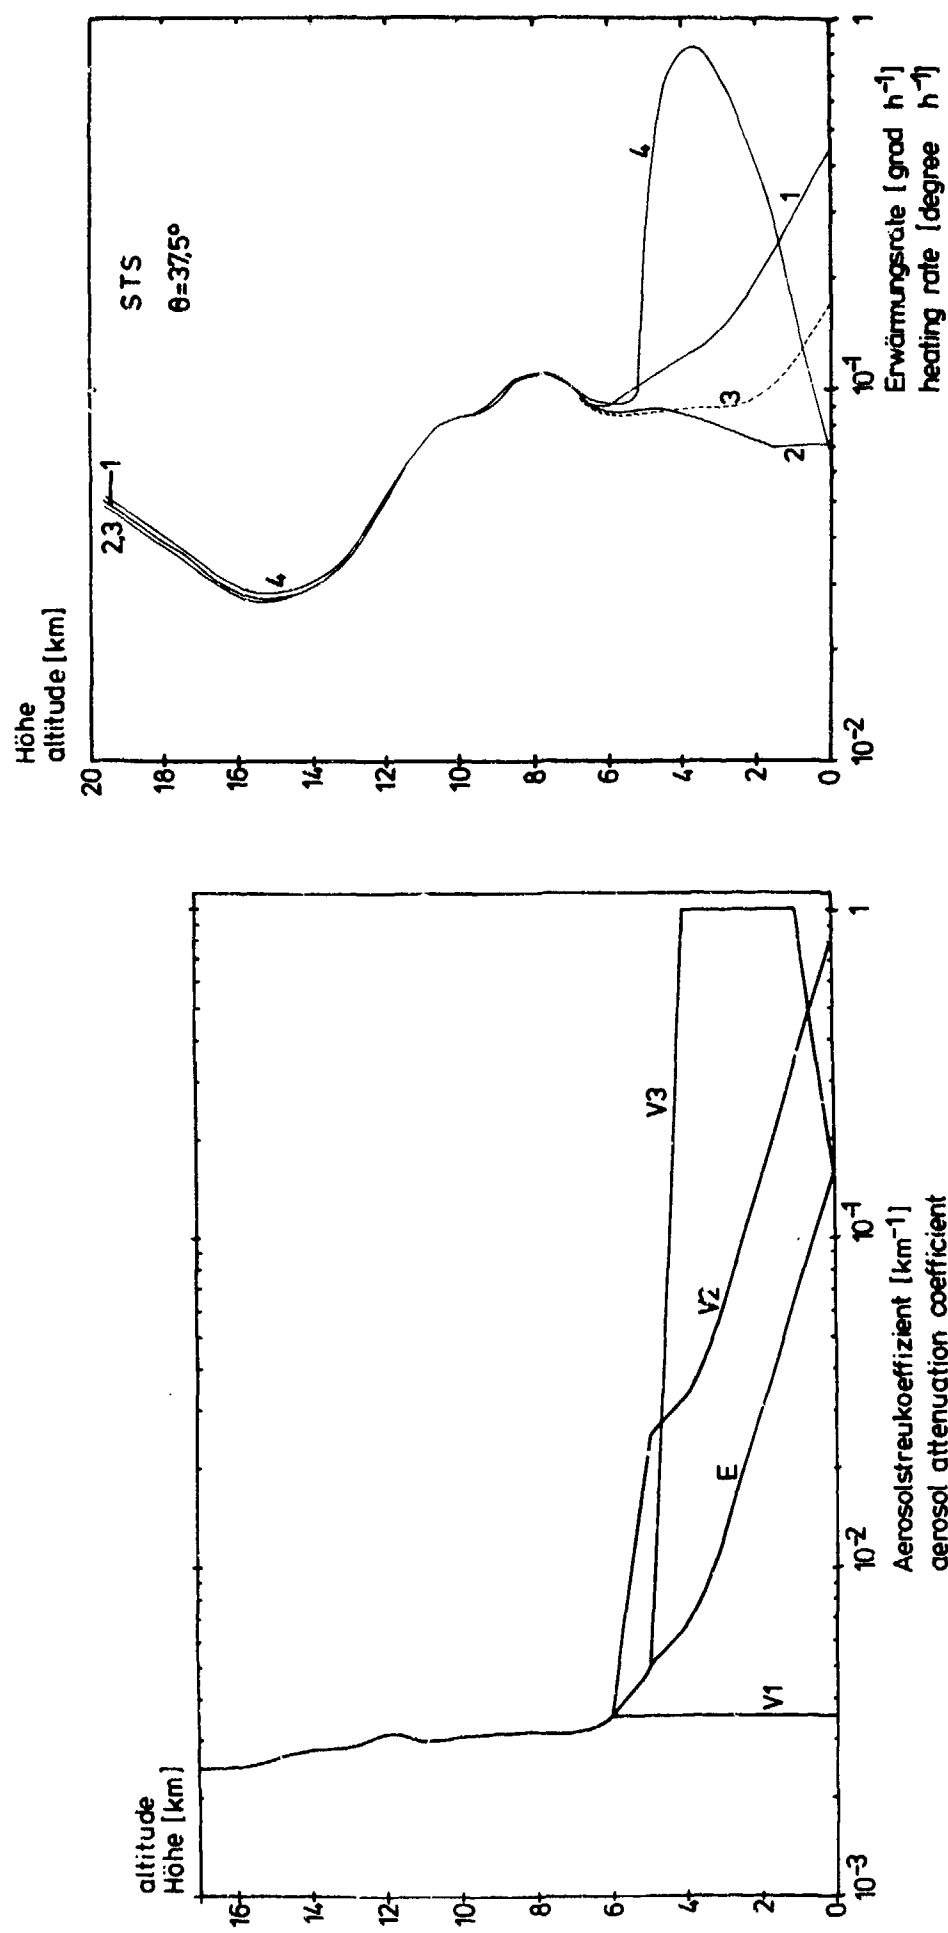 altitude
Höhe [km]
16
14
12
10
8
6
4
2
0
10-3
10-2
10-1
1
V3
V2
E
V1
Aerosolstreukoeffizient [km-1]
aerosol attenuation coefficient
Höhe
altitude [km]
20
18
16
14
12
10
8
6
4
2
0
10-2
10-1
1
2,3
1
4
STS
θ=37,5°
4
1
3
2
Erwärmungsrate [grad h-1]
heating rate [degree h-1]